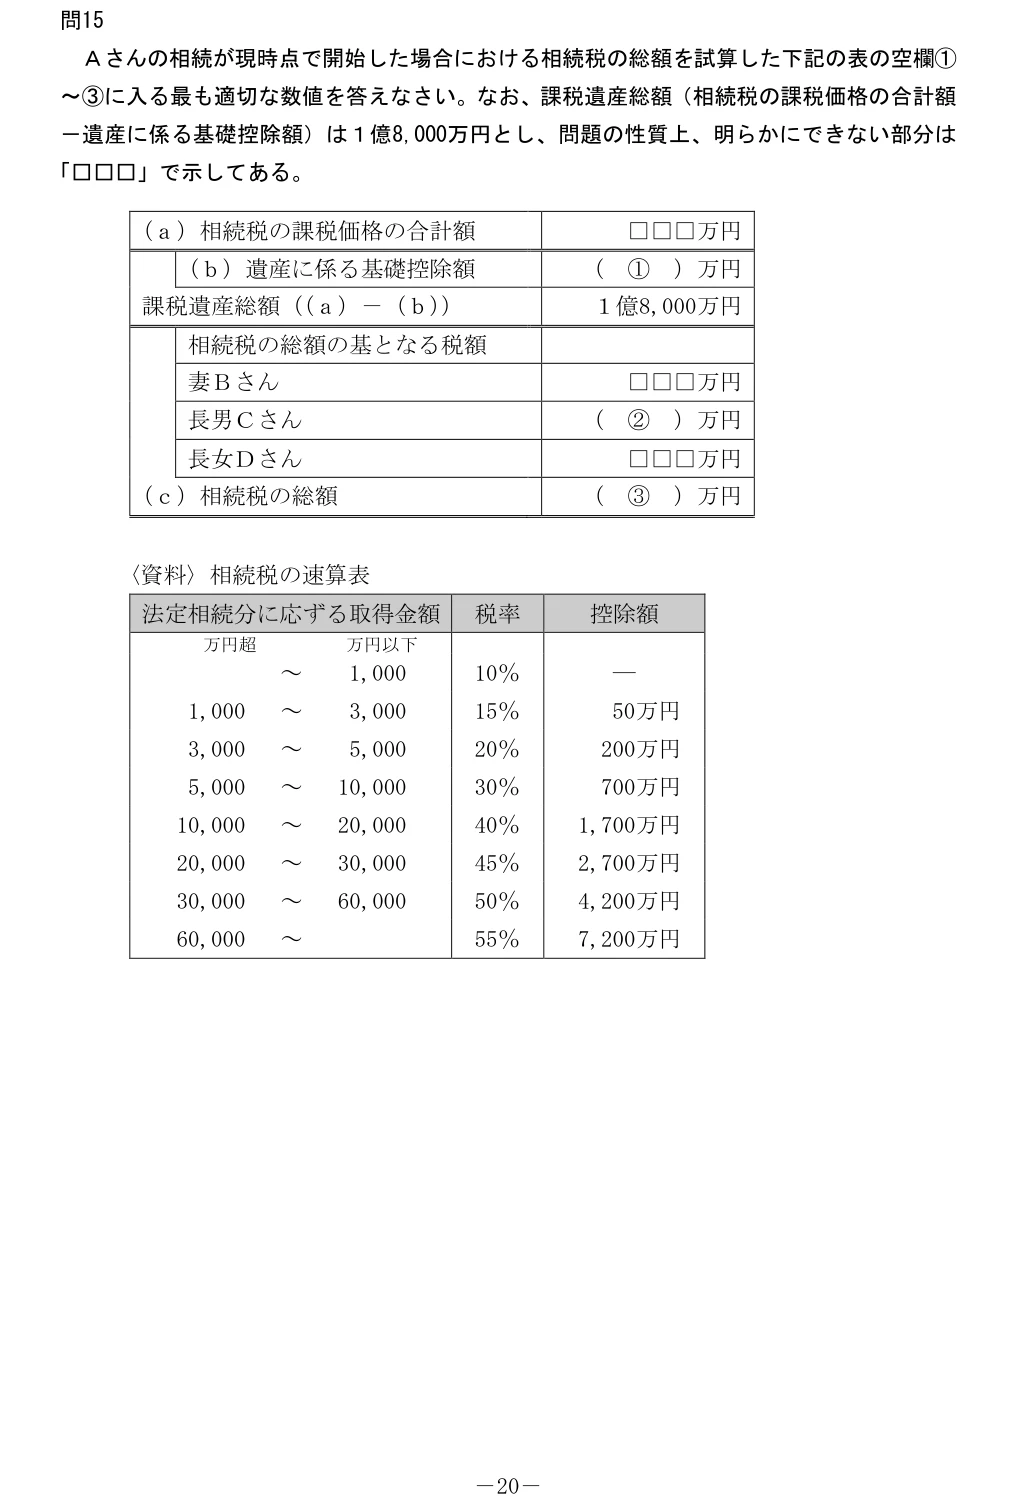 問15
Aさんの相続が現時点で開始した場合における相続税の総額を試算した下記の表の空欄①
～③に入る最も適切な数値を答えなさい。なお、課税遺産総額（相続税の課税価格の合計額
－遺産に係る基礎控除額）は１億8,000万円とし、問題の性質上、明らかにできない部分は
「□□□」で示してある。
（ａ）相続税の課税価格の合計額 □□□万円
（ｂ）遺産に係る基礎控除額 （ ① ）万円
課税遺産総額（（ａ）－（ｂ）） １億8,000万円
相続税の総額の基となる税額
妻Ｂさん □□□万円
長男Ｃさん （ ② ）万円
長女Ｄさん □□□万円
（ｃ）相続税の総額 （ ③ ）万円
〈資料〉相続税の速算表
法定相続分に応ずる取得金額 税率 控除額
万円超 万円以下
～ 1,000 10％ ―
1,000 ～ 3,000 15％ 50万円
3,000 ～ 5,000 20％ 200万円
5,000 ～ 10,000 30％ 700万円
10,000 ～ 20,000 40％ 1,700万円
20,000 ～ 30,000 45％ 2,700万円
30,000 ～ 60,000 50％ 4,200万円
60,000 ～ 55％ 7,200万円
－20－